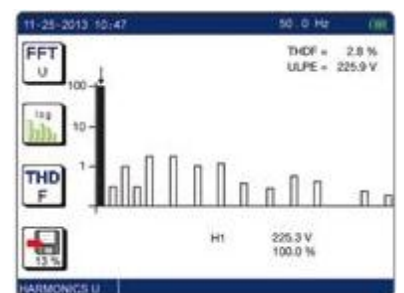 11-25-2013 10:47 50.0 Hz
FFT
U
THDF = 2.8 %
ULPE = 225.9 V
100
log
10
1
THD
F
H1 225.3 V
100.0 %
13 %
HARMONICS U